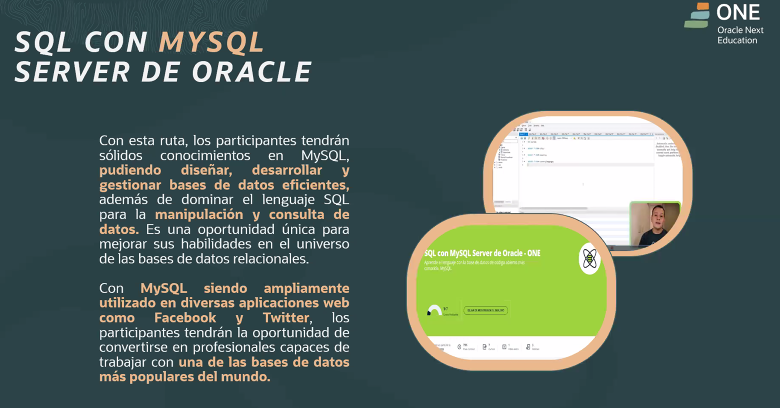 SQL CON MYSQL
SERVER DE ORACLE
ONE
Oracle Next
Education
Con esta ruta, los participantes tendrán
sólidos conocimientos en MySQL,
pudiendo diseñar, desarrollar y
gestionar bases de datos eficientes,
además de dominar el lenguaje SQL
para la manipulación y consulta de
datos. Es una oportunidad única para
mejorar sus habilidades en el universo
de las bases de datos relacionales.
Con MySQL siendo ampliamente
utilizado en diversas aplicaciones web
como Facebook y Twitter, los
participantes tendrán la oportunidad de
convertirse en profesionales capaces de
trabajar con una de las bases de datos
más populares del mundo.
SQL con MySQL Server de Oracle - ONE